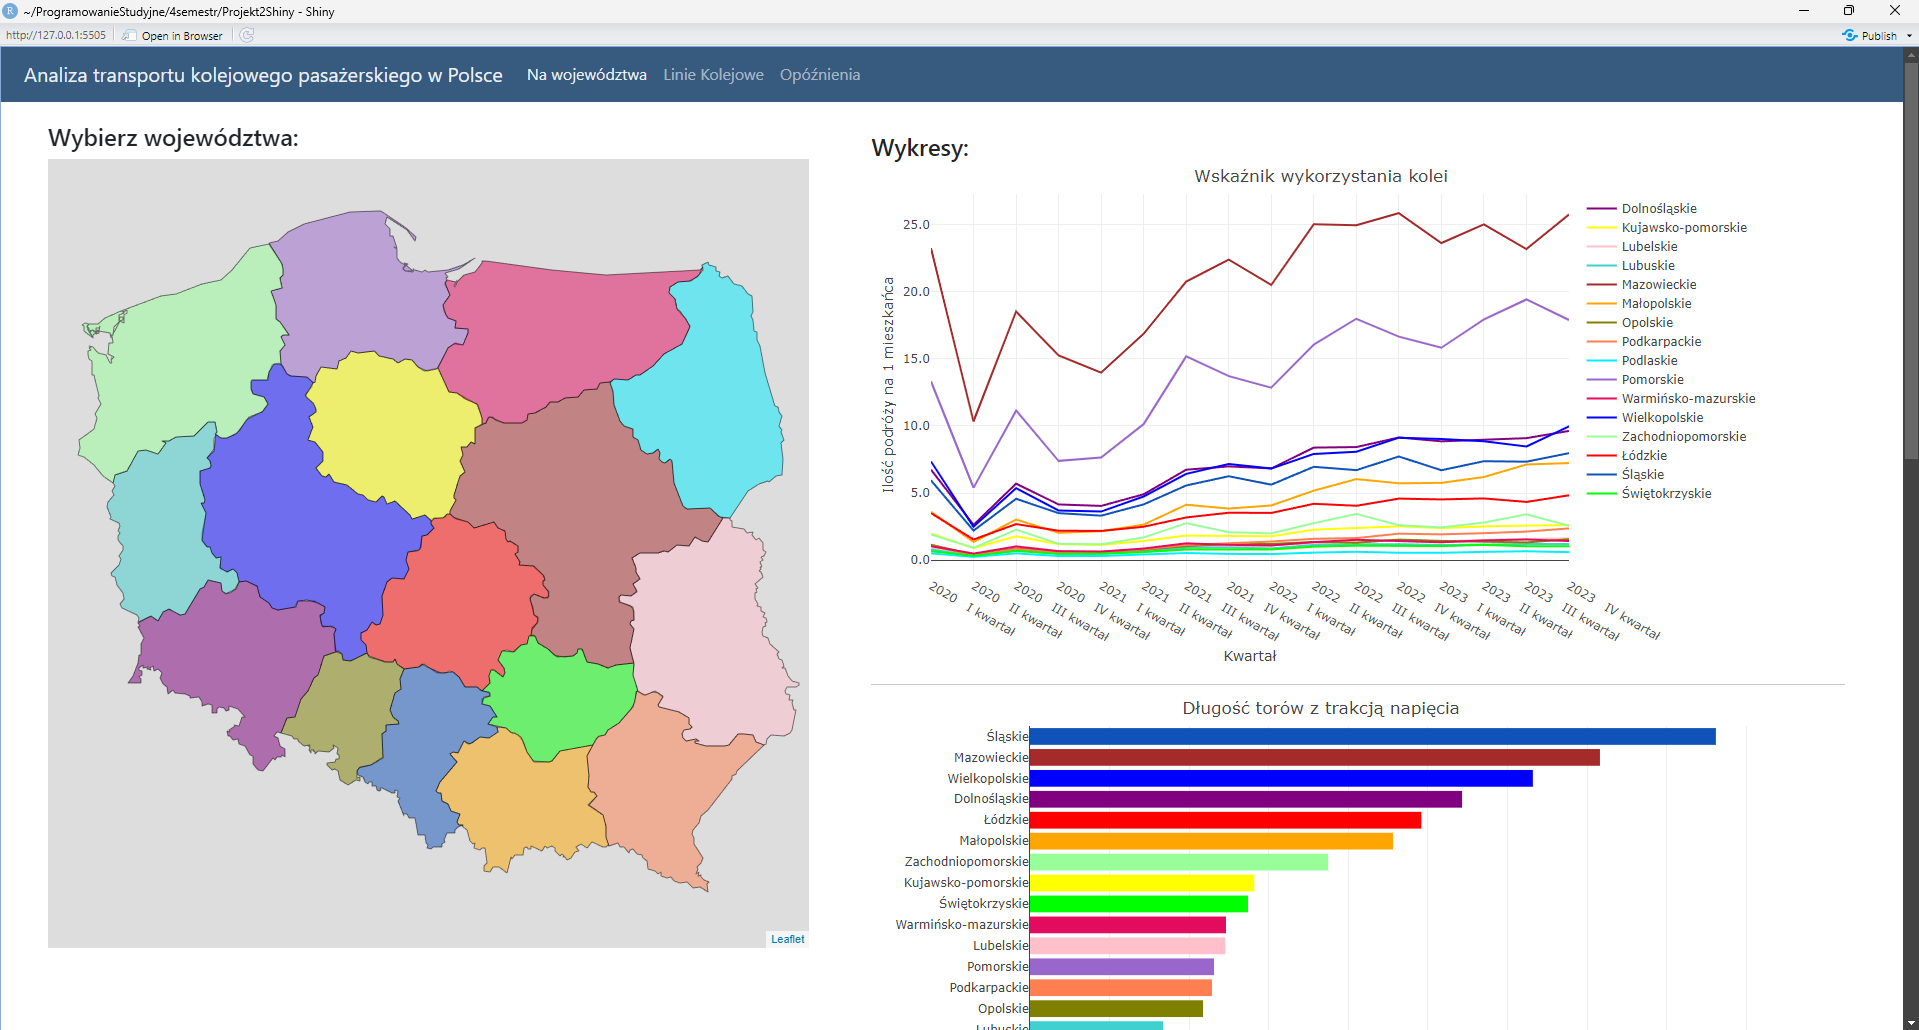 ~/ProgramowanieStudyjne/4semestr/Projekt2Shiny - Shiny
http://127.0.0.1:5505
Open in Browser
Publish
Analiza transportu kolejowego pasażerskiego w Polsce
Na województwa
Linie Kolejowe
Opóźnienia
Wybierz województwa:
Leaflet
Wykresy:
Wskaźnik wykorzystania kolei
Ilość podróży na 1 mieszkańca
25.0
20.0
15.0
10.0
5.0
0.0
2020 I kwartał
2020 II kwartał
2020 III kwartał
2020 IV kwartał
2021 I kwartał
2021 II kwartał
2021 III kwartał
2021 IV kwartał
2022 I kwartał
2022 II kwartał
2022 III kwartał
2022 IV kwartał
2023 I kwartał
2023 II kwartał
2023 III kwartał
2023 IV kwartał
Kwartał
Dolnośląskie
Kujawsko-pomorskie
Lubelskie
Lubuskie
Mazowieckie
Małopolskie
Opolskie
Podkarpackie
Podlaskie
Pomorskie
Warmińsko-mazurskie
Wielkopolskie
Zachodniopomorskie
Łódzkie
Śląskie
Świętokrzyskie
Długość torów z trakcją napięcia
Śląskie
Mazowieckie
Wielkopolskie
Dolnośląskie
Łódzkie
Małopolskie
Zachodniopomorskie
Kujawsko-pomorskie
Świętokrzyskie
Warmińsko-mazurskie
Lubelskie
Pomorskie
Podkarpackie
Opolskie
Lubuskie